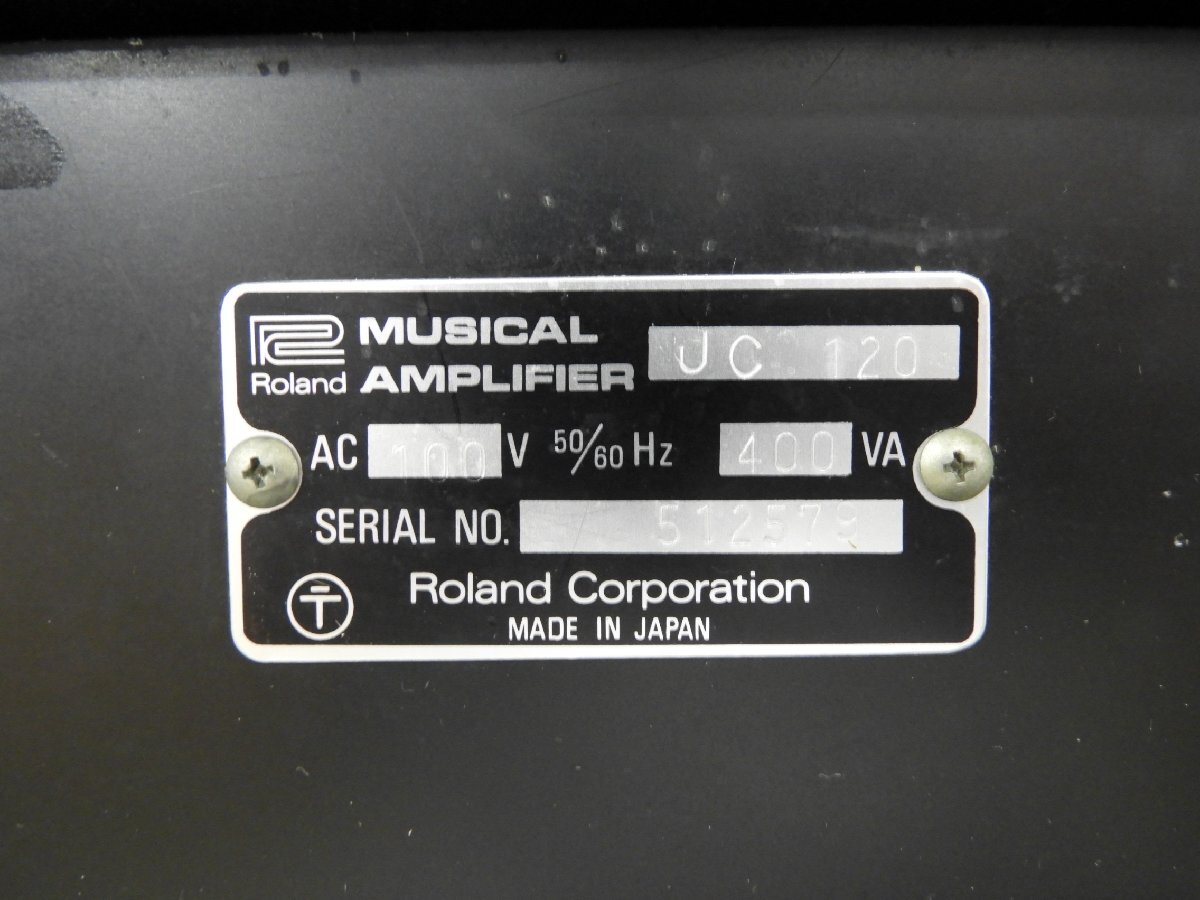 Roland
MUSICAL
AMPLIFIER
JC 120
AC 100 V 50/60 Hz 400 VA
SERIAL NO. 512579
Roland Corporation
MADE IN JAPAN